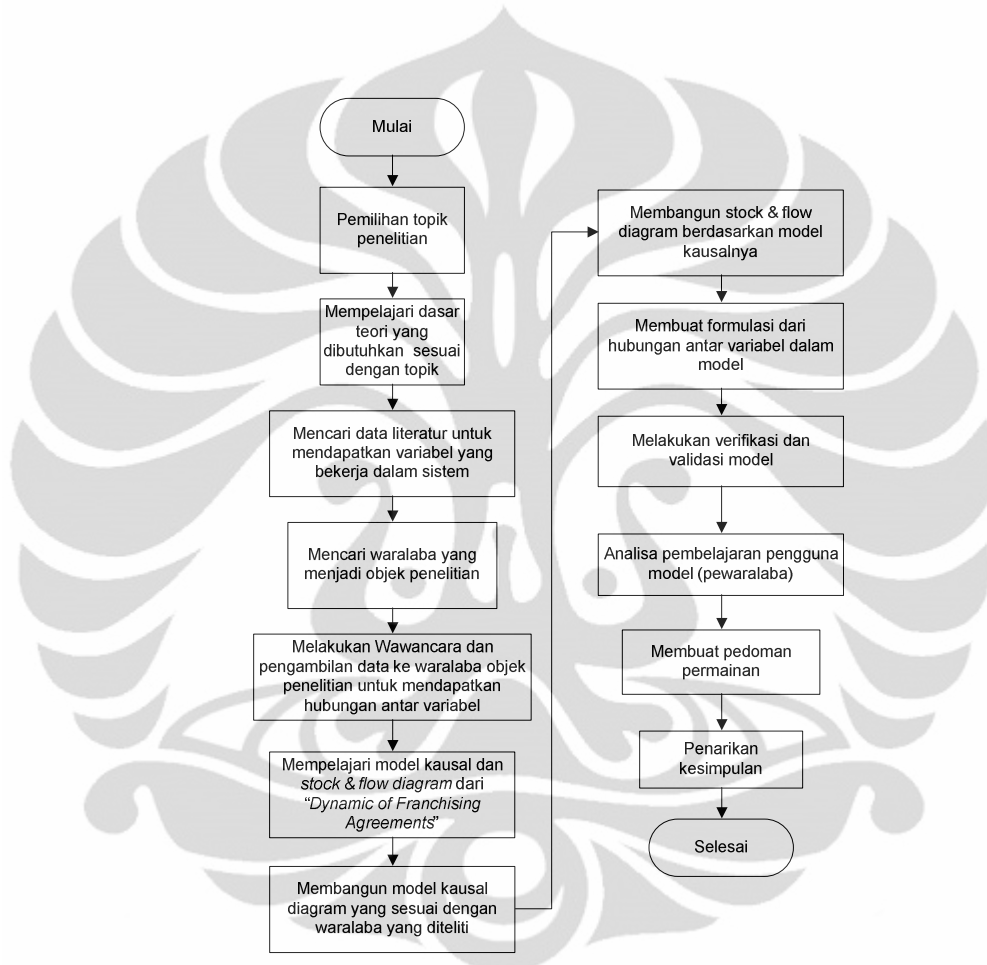 Mulai
Pemilihan topik
penelitian
Mempelajari dasar
teori yang
dibutuhkan sesuai
dengan topik
Mencari data literatur untuk
mendapatkan variabel yang
bekerja dalam sistem
Mencari waralaba yang
menjadi objek penelitian
Melakukan Wawancara dan
pengambilan data ke waralaba objek
penelitian untuk mendapatkan
hubungan antar variabel
Mempelajari model kausal dan
stock & flow diagram dari
“Dynamic of Franchising
Agreements”
Membangun model kausal
diagram yang sesuai dengan
waralaba yang diteliti
Membangun stock & flow
diagram berdasarkan model
kausalnya
Membuat formulasi dari
hubungan antar variabel dalam
model
Melakukan verifikasi dan
validasi model
Analisa pembelajaran pengguna
model (pewaralaba)
Membuat pedoman
permainan
Penarikan
kesimpulan
Selesai